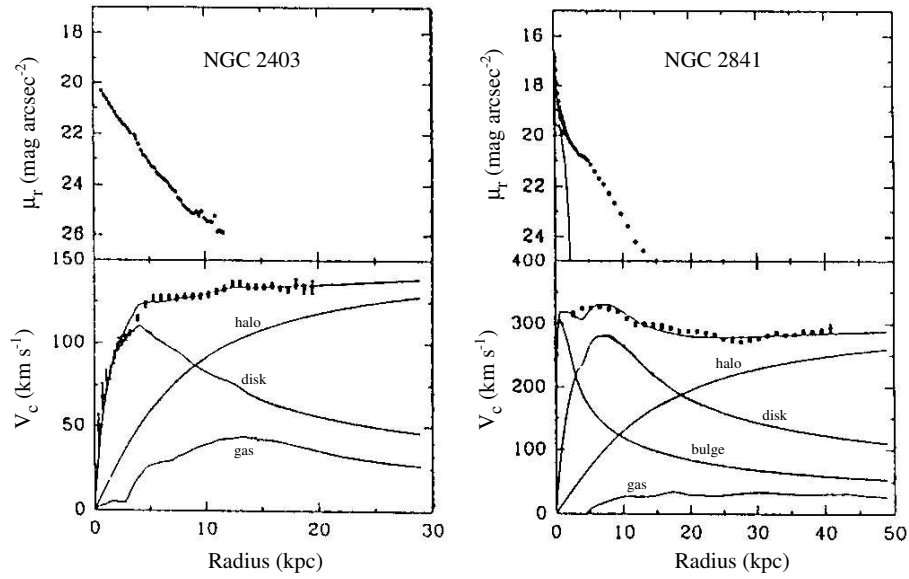 NGC 2403
μr (mag arcsec-2)
18
20
22
24
26
150
100
50
0
Vc (km s-1)
halo
disk
gas
0
10
20
30
Radius (kpc)
NGC 2841
μr (mag arcsec-2)
16
18
20
22
24
400
300
200
100
0
Vc (km s-1)
halo
disk
bulge
gas
0
10
20
30
40
50
Radius (kpc)